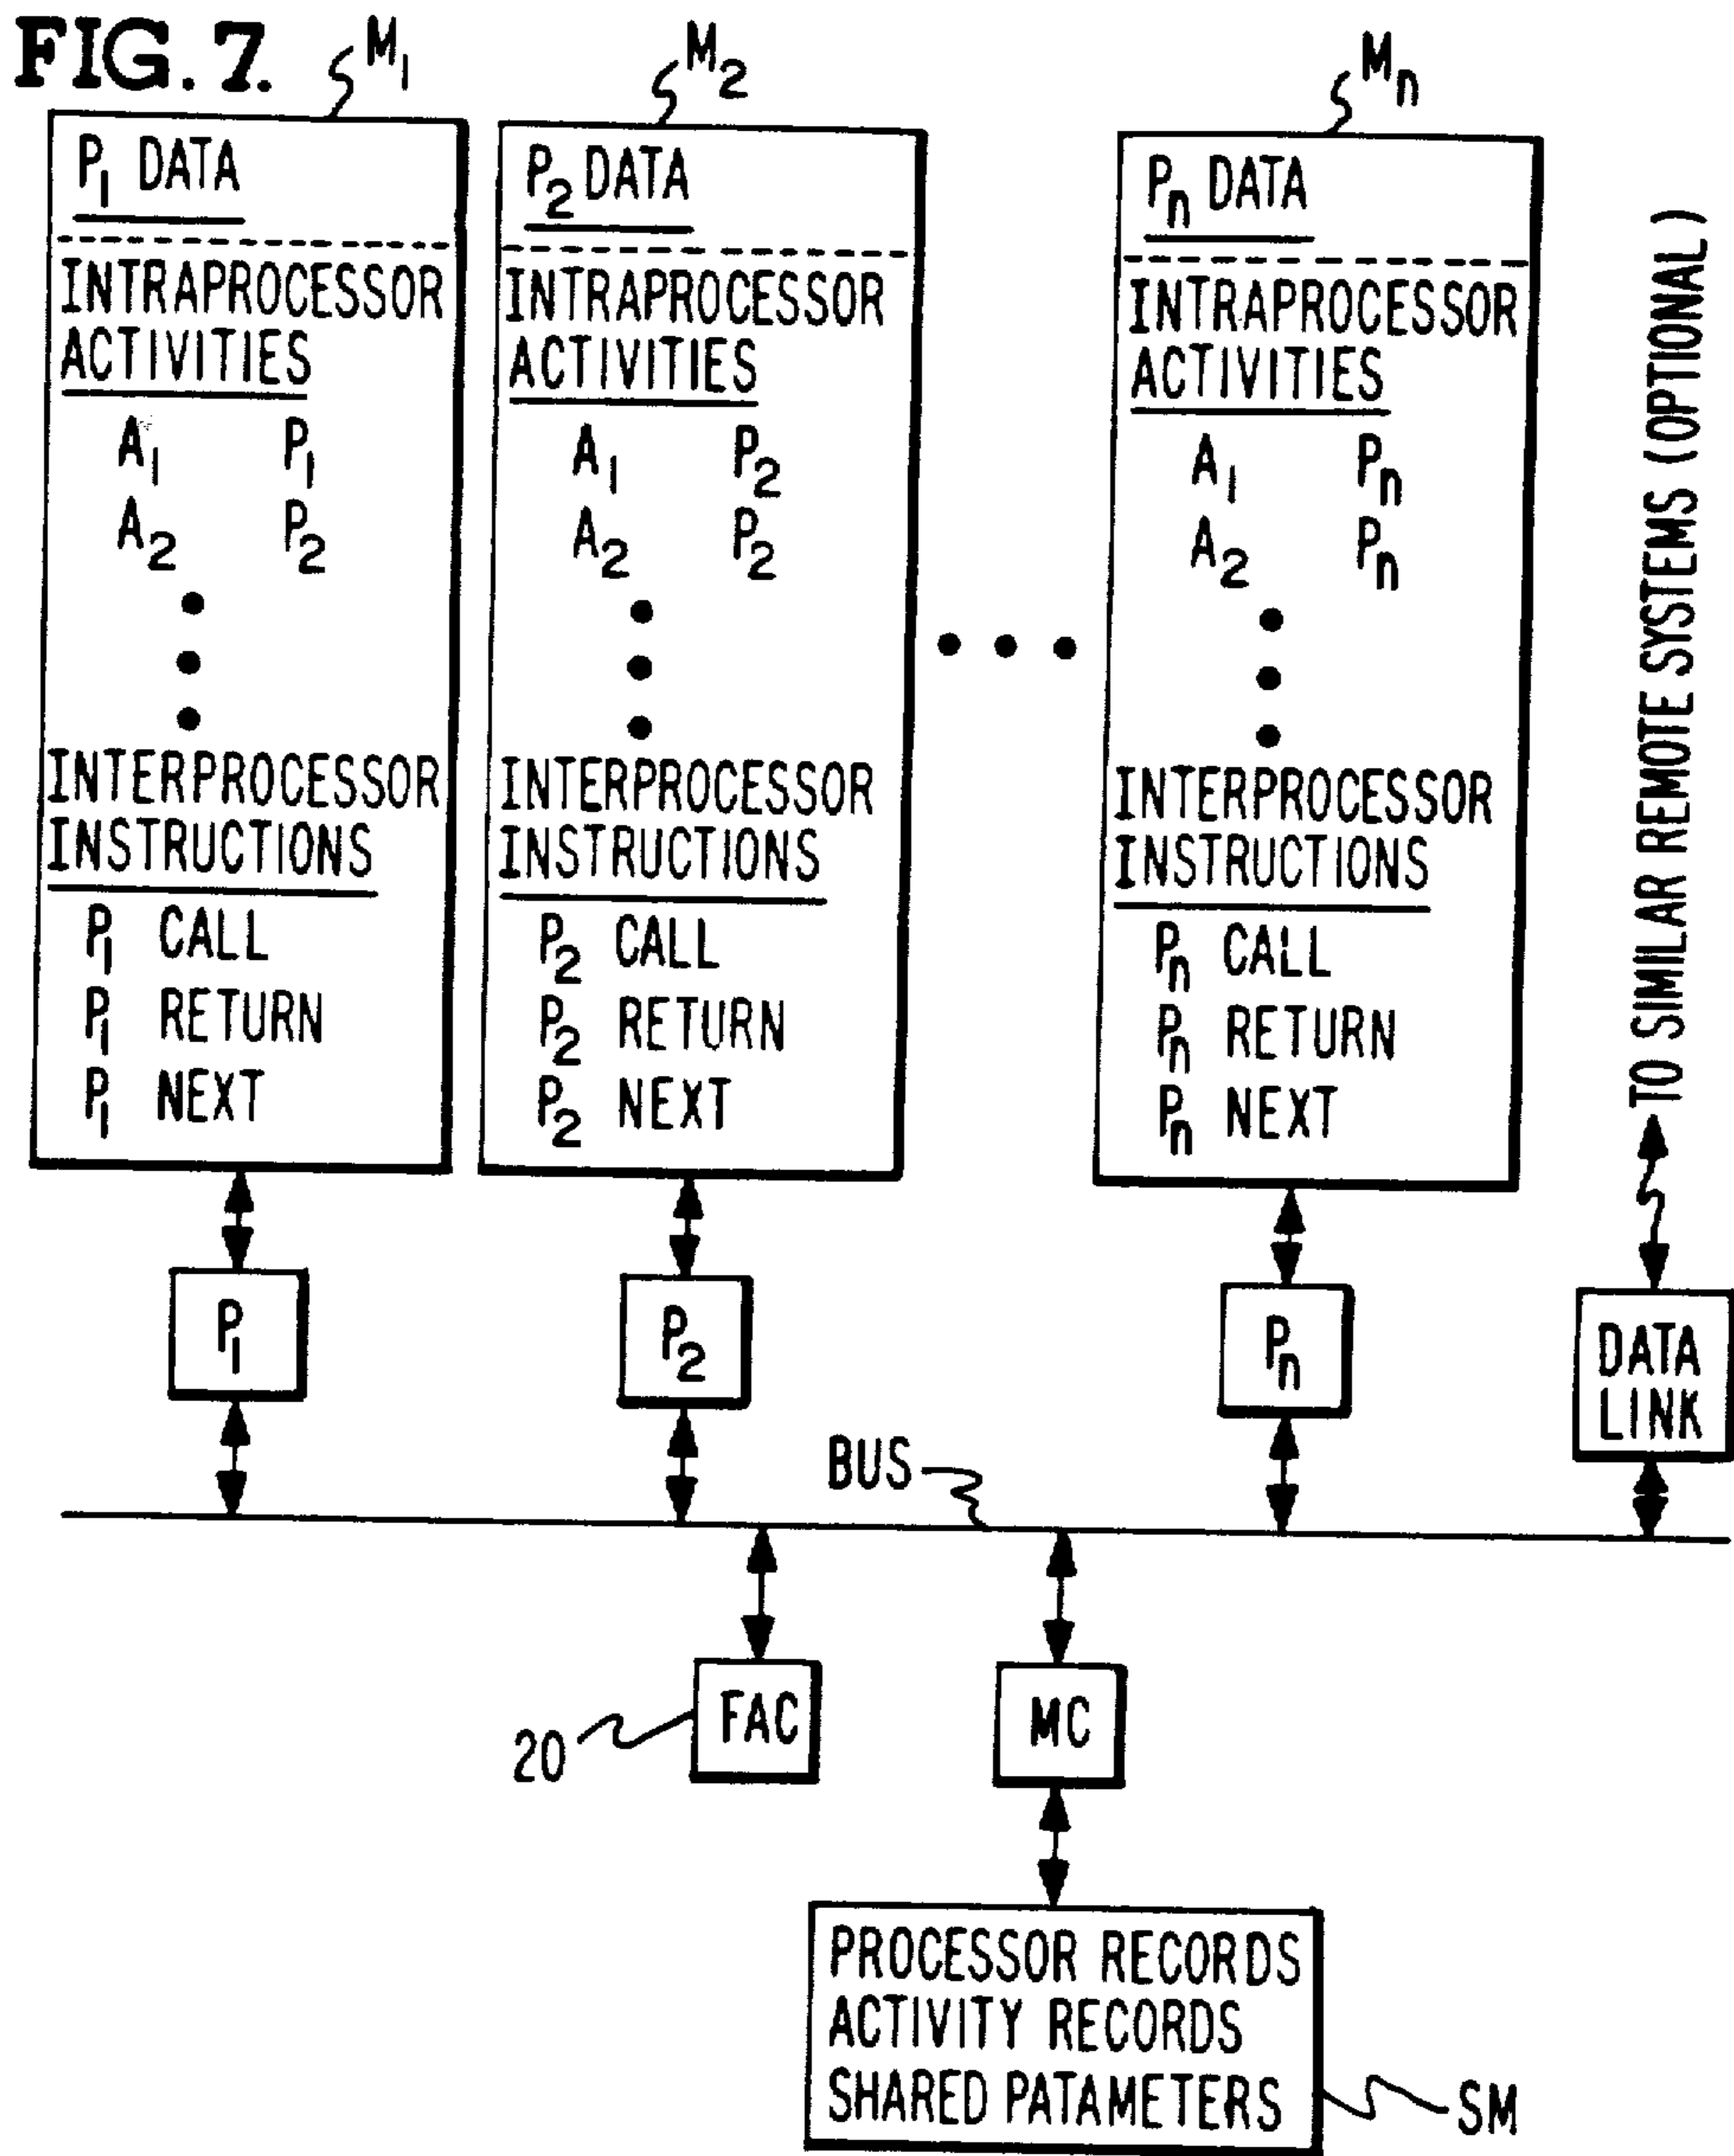 FIG. 7.
M1
P1 DATA
INTRAPROCESSOR
ACTIVITIES
A1 P1
A2 P2
INTERPROCESSOR
INSTRUCTIONS
P1 CALL
P1 RETURN
P1 NEXT
M2
P2 DATA
INTRAPROCESSOR
ACTIVITIES
A1 P2
A2 P2
INTERPROCESSOR
INSTRUCTIONS
P2 CALL
P2 RETURN
P2 NEXT
Mn
Pn DATA
INTRAPROCESSOR
ACTIVITIES
A1 Pn
A2 Pn
INTERPROCESSOR
INSTRUCTIONS
Pn CALL
Pn RETURN
Pn NEXT
TO SIMILAR REMOTE SYSTEMS (OPTIONAL)
P1
P2
Pn
DATA
LINK
BUS
20
FAC
MC
PROCESSOR RECORDS
ACTIVITY RECORDS
SHARED PATAMETERS
SM